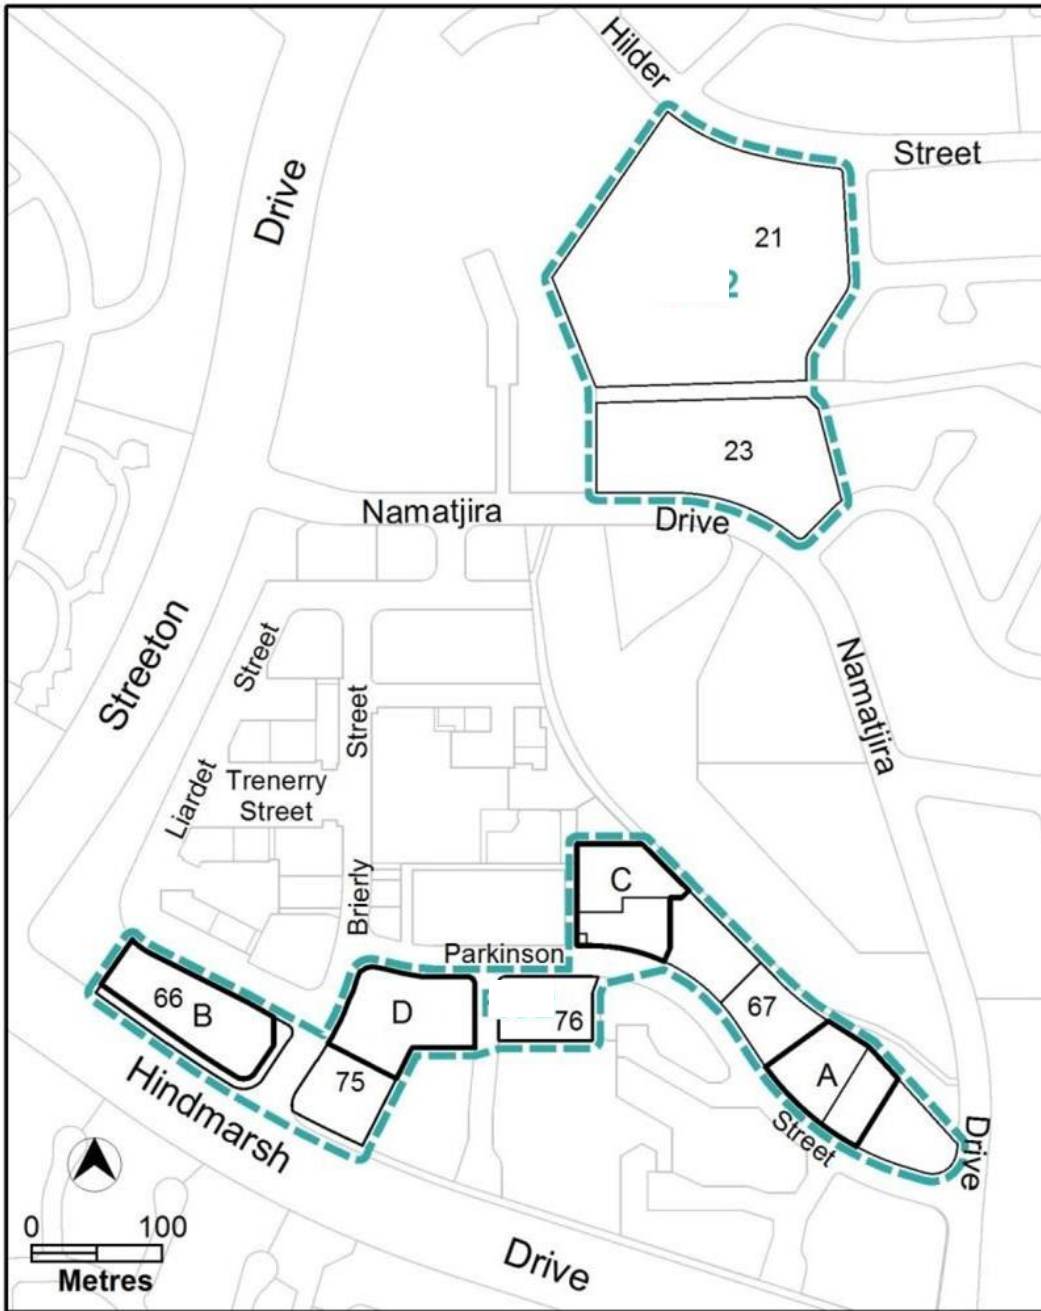 Hilder
Street
Drive
21
2
23
Namatjira
Drive
Streeton
Street
Street
Namatjira
Liardet
Trenerry
Street
Brierly
C
Parkinson
66
B
D
76
67
75
A
Street
Hindmarsh
Drive
Drive
0 100
Metres